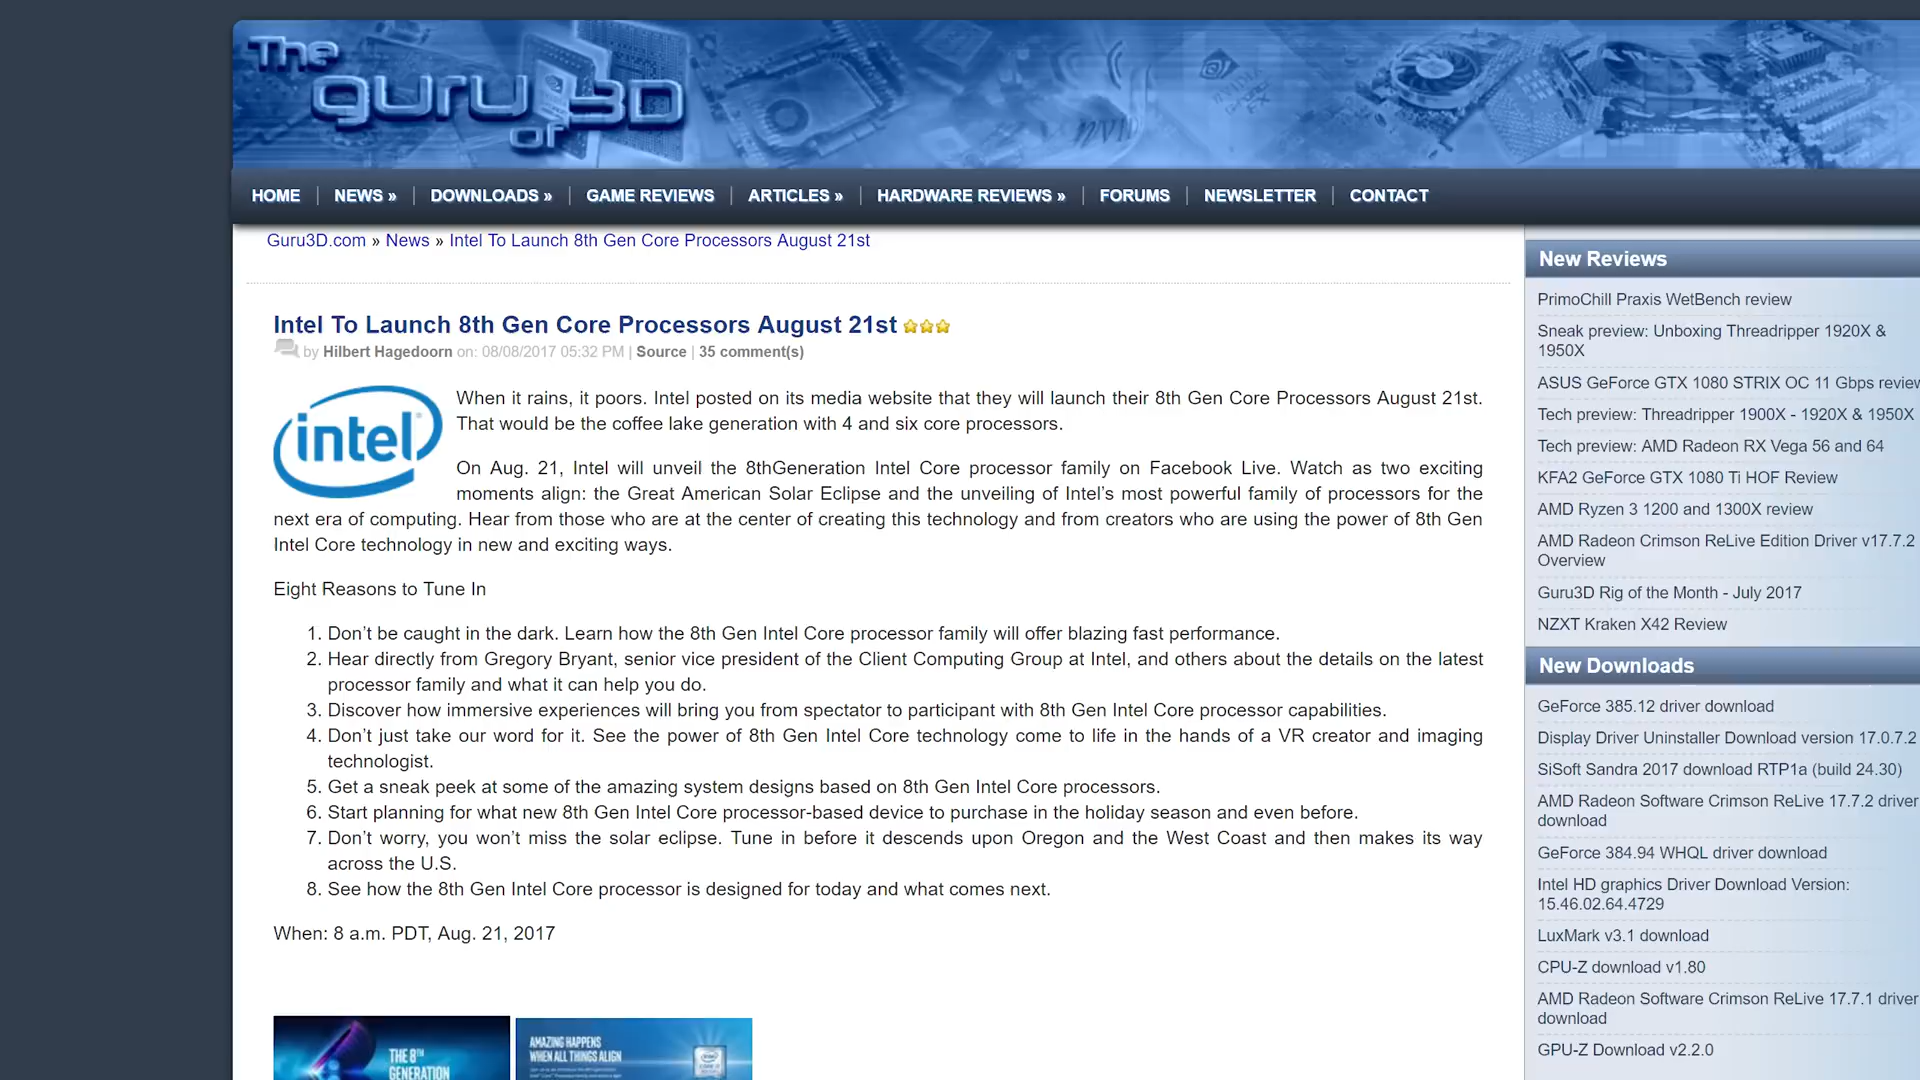 The
guru
of
3D
HOME | NEWS » | DOWNLOADS » | GAME REVIEWS | ARTICLES » | HARDWARE REVIEWS » | FORUMS | NEWSLETTER | CONTACT
Guru3D.com » News » Intel To Launch 8th Gen Core Processors August 21st
Intel To Launch 8th Gen Core Processors August 21st
by Hilbert Hagedoorn on: 08/08/2017 05:32 PM | Source | 35 comment(s)
intel
When it rains, it poors. Intel posted on its media website that they will launch their 8th Gen Core Processors August 21st.
That would be the coffee lake generation with 4 and six core processors.
On Aug. 21, Intel will unveil the 8thGeneration Intel Core processor family on Facebook Live. Watch as two exciting
moments align: the Great American Solar Eclipse and the unveiling of Intel's most powerful family of processors for the
next era of computing. Hear from those who are at the center of creating this technology and from creators who are using the power of 8th Gen
Intel Core technology in new and exciting ways.
Eight Reasons to Tune In
1. Don't be caught in the dark. Learn how the 8th Gen Intel Core processor family will offer blazing fast performance.
2. Hear directly from Gregory Bryant, senior vice president of the Client Computing Group at Intel, and others about the details on the latest
processor family and what it can help you do.
3. Discover how immersive experiences will bring you from spectator to participant with 8th Gen Intel Core processor capabilities.
4. Don't just take our word for it. See the power of 8th Gen Intel Core technology come to life in the hands of a VR creator and imaging
technologist.
5. Get a sneak peek at some of the amazing system designs based on 8th Gen Intel Core processors.
6. Start planning for what new 8th Gen Intel Core processor-based device to purchase in the holiday season and even before.
7. Don't worry, you won't miss the solar eclipse. Tune in before it descends upon Oregon and the West Coast and then makes its way
across the U.S.
8. See how the 8th Gen Intel Core processor is designed for today and what comes next.
When: 8 a.m. PDT, Aug. 21, 2017
THE 8TH
GENERATION
AMAZING HAPPENS
WHEN ALL THINGS ALIGN
New Reviews
PrimoChill Praxis WetBench review
Sneak preview: Unboxing Threadripper 1920X &
1950X
ASUS GeForce GTX 1080 STRIX OC 11 Gbps review
Tech preview: Threadripper 1900X - 1920X & 1950X
Tech preview: AMD Radeon RX Vega 56 and 64
KFA2 GeForce GTX 1080 Ti HOF Review
AMD Ryzen 3 1200 and 1300X review
AMD Radeon Crimson ReLive Edition Driver v17.7.2
Overview
Guru3D Rig of the Month - July 2017
NZXT Kraken X42 Review
New Downloads
GeForce 385.12 driver download
Display Driver Uninstaller Download version 17.0.7.2
SiSoft Sandra 2017 download RTP1a (build 24.30)
AMD Radeon Software Crimson ReLive 17.7.2 driver
download
GeForce 384.94 WHQL driver download
Intel HD graphics Driver Download Version:
15.46.02.64.4729
LuxMark v3.1 download
CPU-Z download v1.80
AMD Radeon Software Crimson ReLive 17.7.1 driver
download
GPU-Z Download v2.2.0